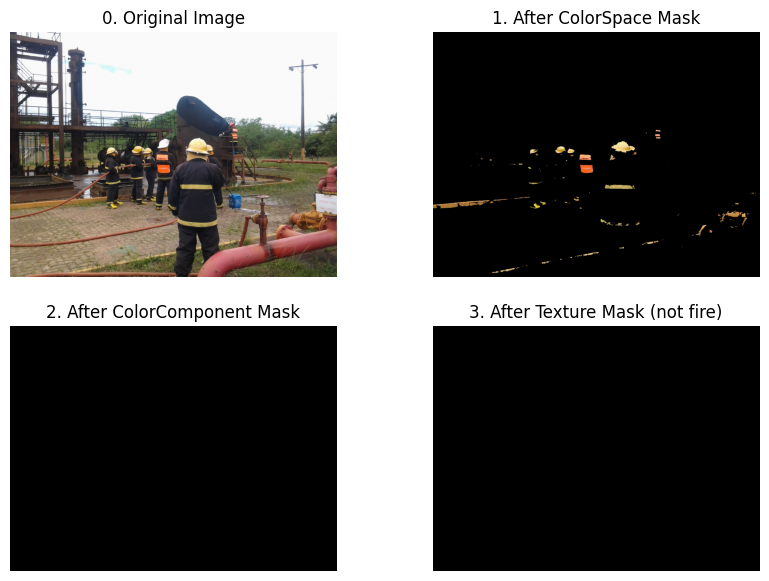 0. Original Image
1. After ColorSpace Mask
2. After ColorComponent Mask
3. After Texture Mask (not fire)